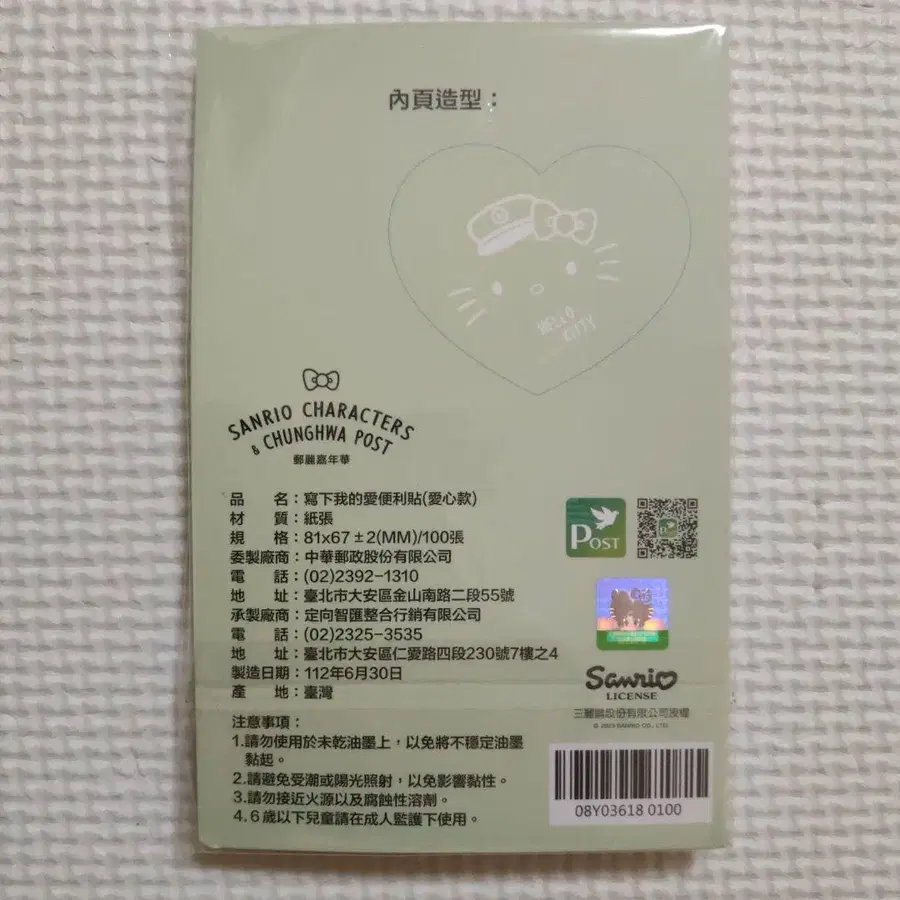 內頁造型：
HELLO
KITTY
SANRIO CHARACTERS
& CHUNGHWA POST
郵麗嘉年華
品　名：寫下我的愛便利貼(愛心款)
材　質：紙張
規　格：81x67±2(MM)/100張
委製廠商：中華郵政股份有限公司
電　話：(02)2392-1310
地　址：臺北市大安區金山南路二段55號
承製廠商：定向智匯整合行銷有限公司
電　話：(02)2325-3535
地　址：臺北市大安區仁愛路四段230號7樓之4
製造日期：112年6月30日
產　地：臺灣
注意事項：
1.請勿使用於未乾油墨上，以免將不穩定油墨
黏起。
2.請避免受潮或陽光照射，以免影響黏性。
3.請勿接近火源以及腐蝕性溶劑。
4.6歲以下兒童請在成人監護下使用。
POST
Sanrio
LICENSE
三麗鷗股份有限公司授權
© 2023 SANRIO CO., LTD.
08Y03618 0100